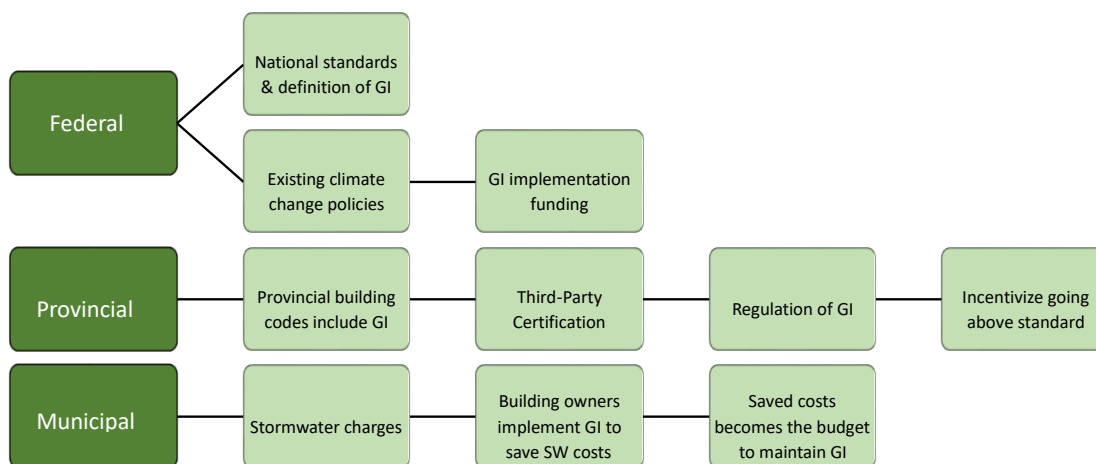 Federal
National standards
& definition of GI
Existing climate
change policies
GI implementation
funding
Provincial
Provincial building
codes include GI
Third-Party
Certification
Regulation of GI
Incentivize going
above standard
Municipal
Stormwater charges
Building owners
implement GI to
save SW costs
Saved costs
becomes the budget
to maintain GI